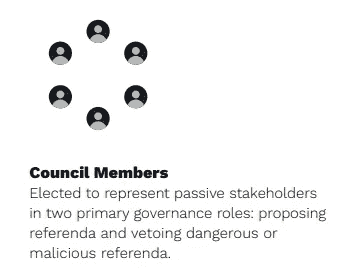 Council Members
Elected to represent passive stakeholders
in two primary governance roles: proposing
referenda and vetoing dangerous or
malicious referenda.